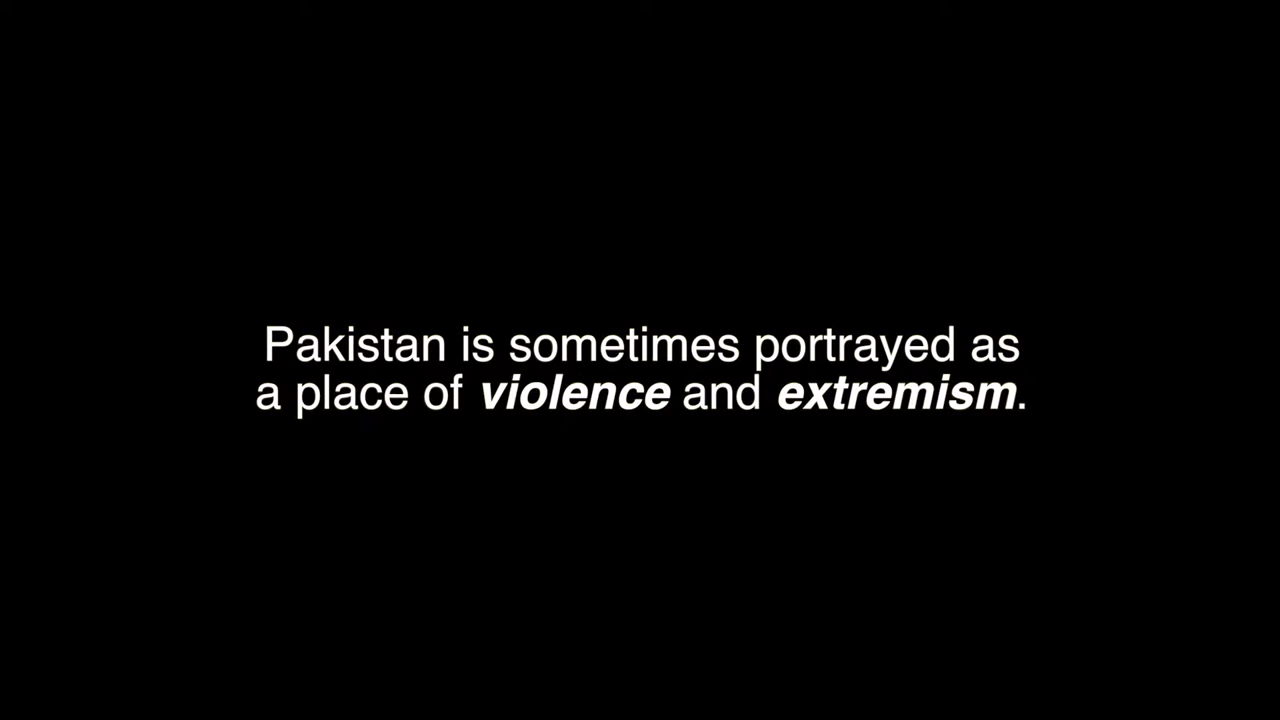 Pakistan is sometimes portrayed as
a place of violence and extremism.